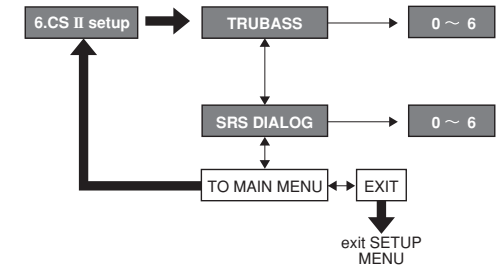 6.CS II setup
TRUBASS
0 ～ 6
SRS DIALOG
0 ～ 6
TO MAIN MENU
EXIT
exit SETUP
MENU